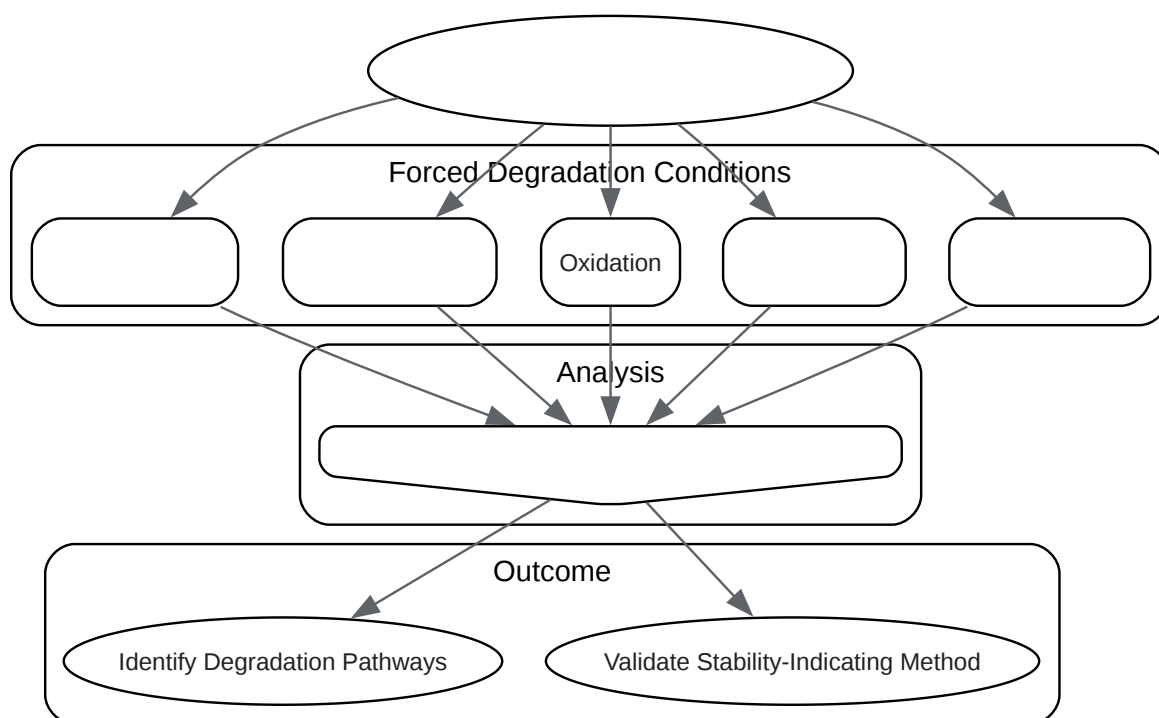 Forced Degradation Conditions
Oxidation
Analysis
Outcome
Identify Degradation Pathways
Validate Stability-Indicating Method